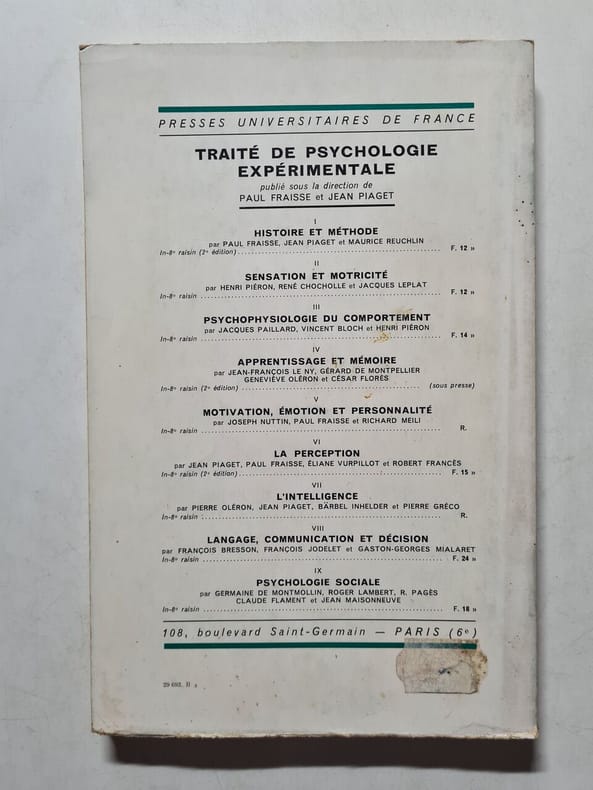 PRESSES UNIVERSITAIRES DE FRANCE
TRAITÉ DE PSYCHOLOGIE
EXPÉRIMENTALE
publié sous la direction de
PAUL FRAISSE et JEAN PIAGET
I
HISTOIRE ET MÉTHODE
par PAUL FRAISSE, JEAN PIAGET et MAURICE REUCHLIN
In-8º raisin (2ᵉ édition) ........ F. 12 »
II
SENSATION ET MOTRICITÉ
par HENRI PIÉRON, RENÉ CHOCHOLLE et JACQUES LEPLAT
In-8º raisin ........ F. 12 »
III
PSYCHOPHYSIOLOGIE DU COMPORTEMENT
par JACQUES PAILLARD, VINCENT BLOCH et HENRI PIÉRON
In-8º raisin ........ F. 14 »
IV
APPRENTISSAGE ET MÉMOIRE
par JEAN-FRANÇOIS LE NY, GÉRARD DE MONTPELLIER
GENEVIÈVE OLÉRON et CÉSAR FLORÈS
In-8º raisin (2ᵉ édition) ........ (sous presse)
V
MOTIVATION, ÉMOTION ET PERSONNALITÉ
par JOSEPH NUTTIN, PAUL FRAISSE et RICHARD MEILI
In-8º raisin ........ R.
VI
LA PERCEPTION
par JEAN PIAGET, PAUL FRAISSE, ÉLIANE VURPILLOT et ROBERT FRANCÈS
In-8º raisin (2ᵉ édition) ........ F. 15 »
VII
L'INTELLIGENCE
par PIERRE OLÉRON, JEAN PIAGET, BÄRBEL INHELDER et PIERRE GRÉCO
In-8º raisin ........ R.
VIII
LANGAGE, COMMUNICATION ET DÉCISION
par FRANÇOIS BRESSON, FRANÇOIS JODELET et GASTON-GEORGES MIALARET
In-8º raisin ........ F. 24 »
IX
PSYCHOLOGIE SOCIALE
par GERMAINE DE MONTMOLLIN, ROGER LAMBERT, R. PAGÈS
CLAUDE FLAMENT et JEAN MAISONNEUVE
In-8º raisin ........ F. 18 »
108, boulevard Saint-Germain — PARIS (6ᵉ)